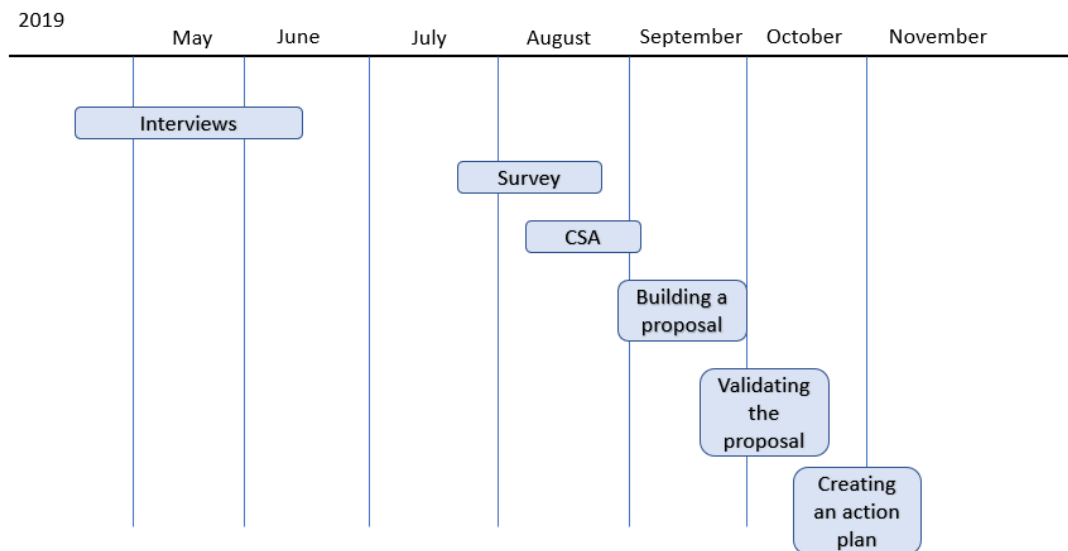 2019
May June July August September October November
Interviews
Survey
CSA
Building a
proposal
Validating
the
proposal
Creating
an action
plan